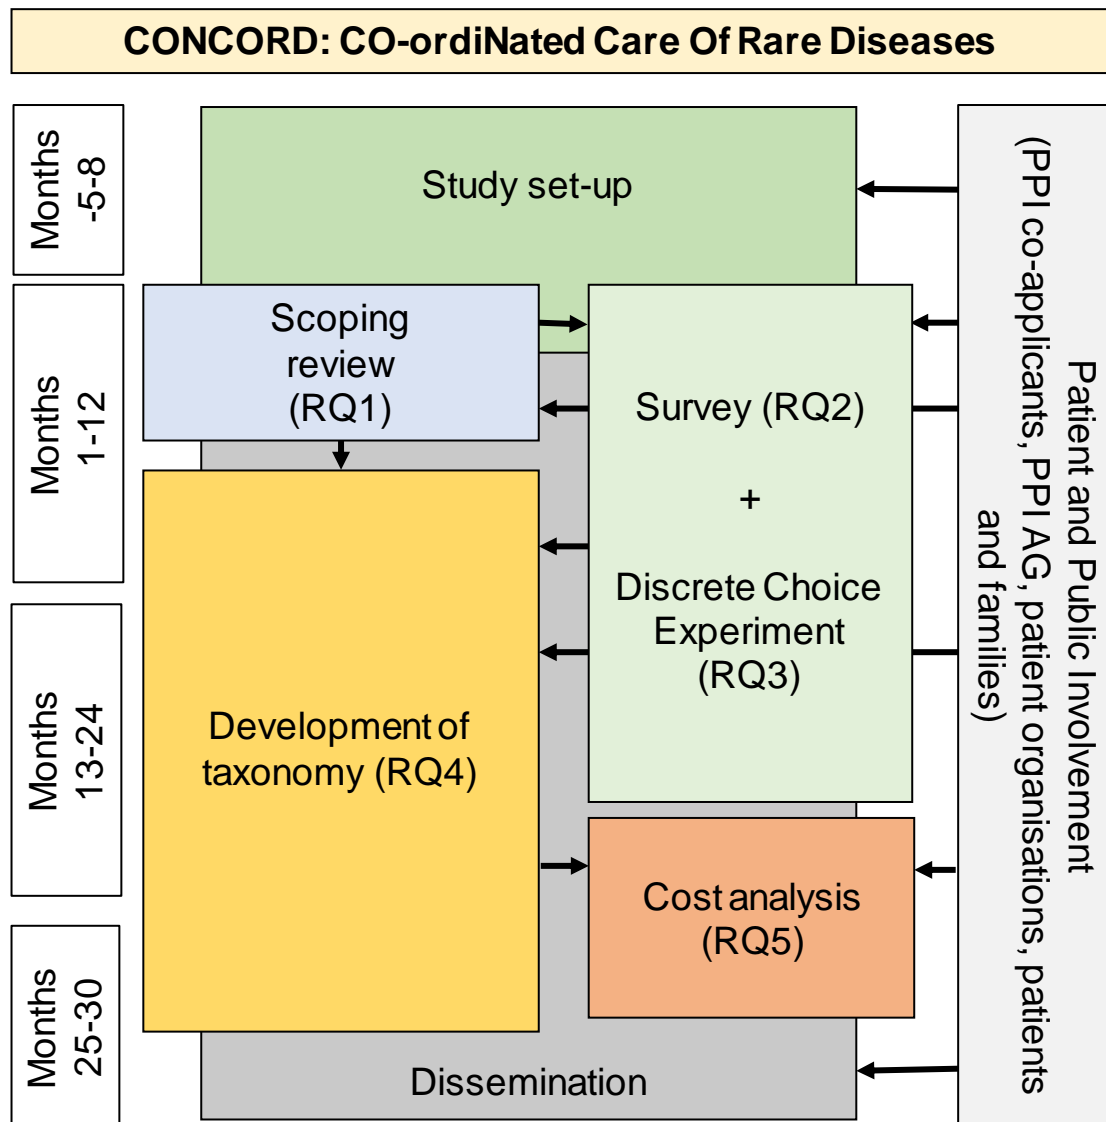 CONCORD: CO-ordiNated Care Of Rare Diseases
Months
-5-8
Study set-up
Months
1-12
Scoping
review
(RQ1)
Survey (RQ2)
+
Discrete Choice
Experiment
(RQ3)
Months
13-24
Development of
taxonomy (RQ4)
Cost analysis
(RQ5)
Months
25-30
Dissemination
Patient and Public Involvement
(PPI co-applicants, PPI AG, patient organisations, patients
and families)